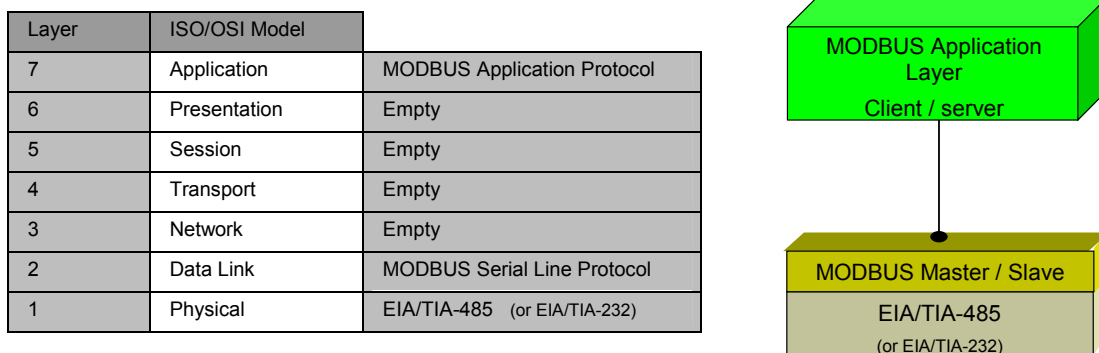 Layer ISO/OSI Model
7 Application MODBUS Application Protocol
6 Presentation Empty
5 Session Empty
4 Transport Empty
3 Network Empty
2 Data Link MODBUS Serial Line Protocol
1 Physical EIA/TIA-485 (or EIA/TIA-232)
MODBUS Application
Layer
Client / server
MODBUS Master / Slave
EIA/TIA-485
(or EIA/TIA-232)